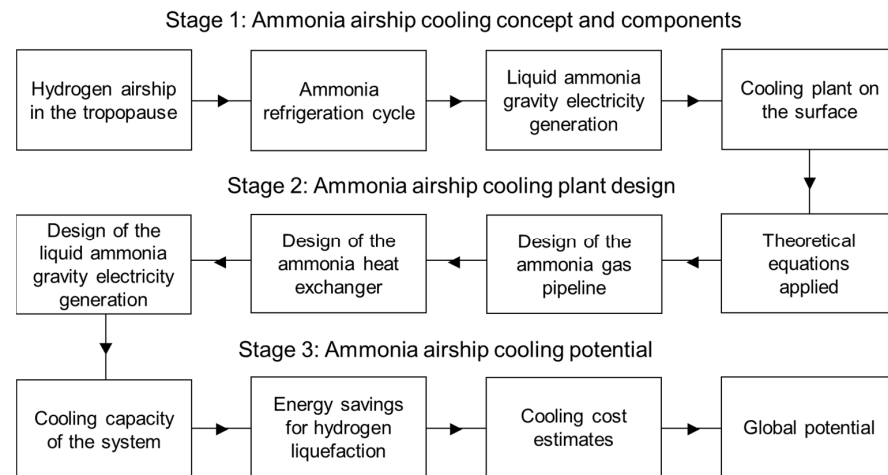 Stage 1: Ammonia airship cooling concept and components
Hydrogen airship
in the tropopause
Ammonia
refrigeration cycle
Liquid ammonia
gravity electricity
generation
Cooling plant on
the surface
Stage 2: Ammonia airship cooling plant design
Theoretical
equations
applied
Design of the
ammonia gas
pipeline
Design of the
ammonia heat
exchanger
Design of the
liquid ammonia
gravity electricity
generation
Stage 3: Ammonia airship cooling potential
Cooling capacity
of the system
Energy savings
for hydrogen
liquefaction
Cooling cost
estimates
Global potential